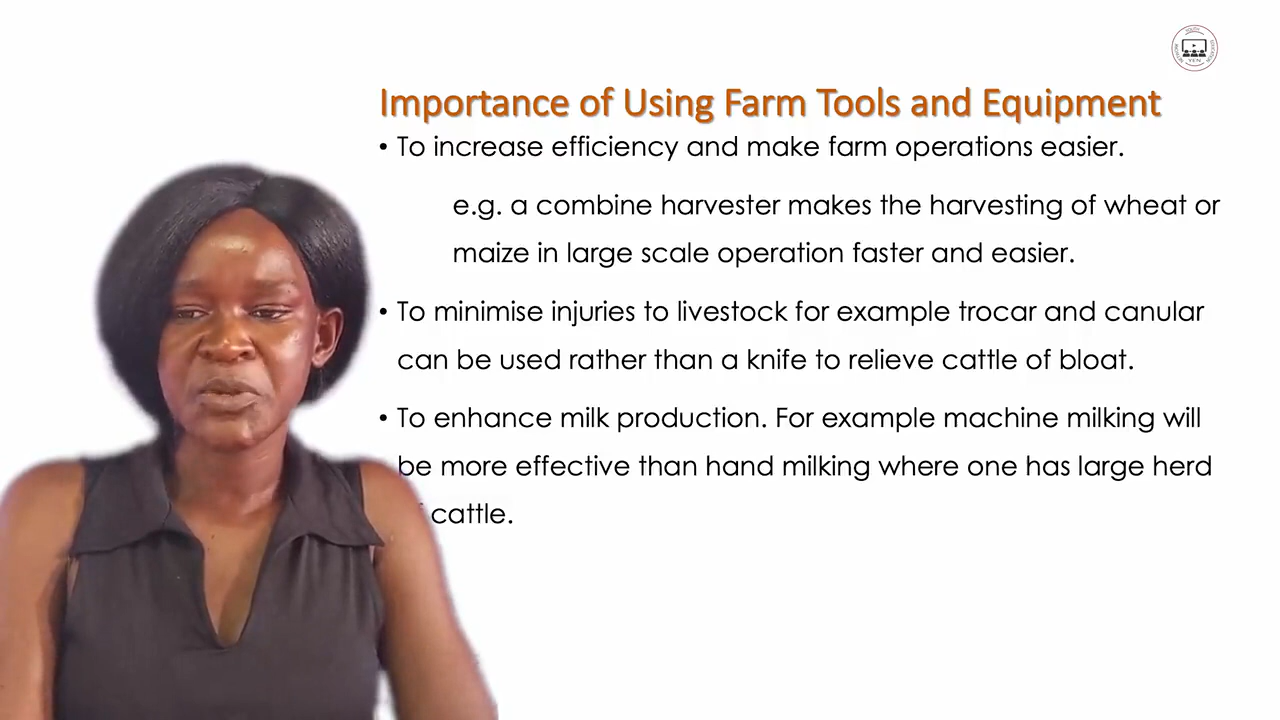 Importance of Using Farm Tools and Equipment
• To increase efficiency and make farm operations easier.
e.g. a combine harvester makes the harvesting of wheat or
maize in large scale operation faster and easier.
• To minimise injuries to livestock for example trocar and canular
can be used rather than a knife to relieve cattle of bloat.
• To enhance milk production. For example machine milking will
be more effective than hand milking where one has large herd
cattle.
YEN